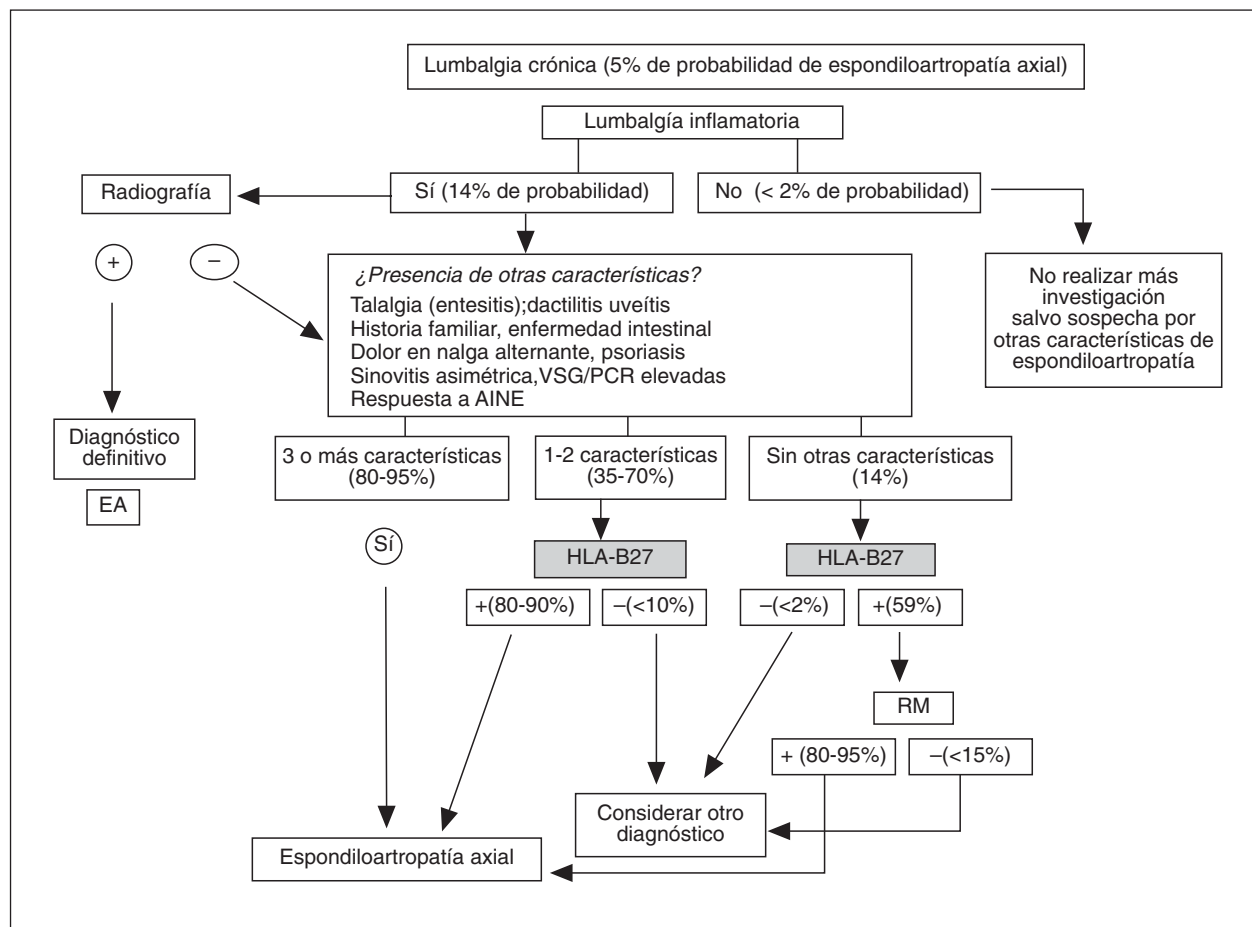 Lumbalgia crónica (5% de probabilidad de espondiloartropatía axial)
Lumbalgía inflamatoria
Radiografía
Sí (14% de probabilidad)
No (< 2% de probabilidad)
+
−
¿Presencia de otras características?
Talalgia (entesitis);dactilitis uveítis
Historia familiar, enfermedad intestinal
Dolor en nalga alternante, psoriasis
Sinovitis asimétrica,VSG/PCR elevadas
Respuesta a AINE
No realizar más
investigación
salvo sospecha por
otras características de
espondiloartropatía
Diagnóstico
definitivo
EA
3 o más características
(80-95%)
1-2 características
(35-70%)
Sin otras características
(14%)
Sí
HLA-B27
HLA-B27
+(80-90%)
−(<10%)
−(<2%)
+(59%)
RM
+ (80-95%)
−(<15%)
Considerar otro
diagnóstico
Espondiloartropatía axial